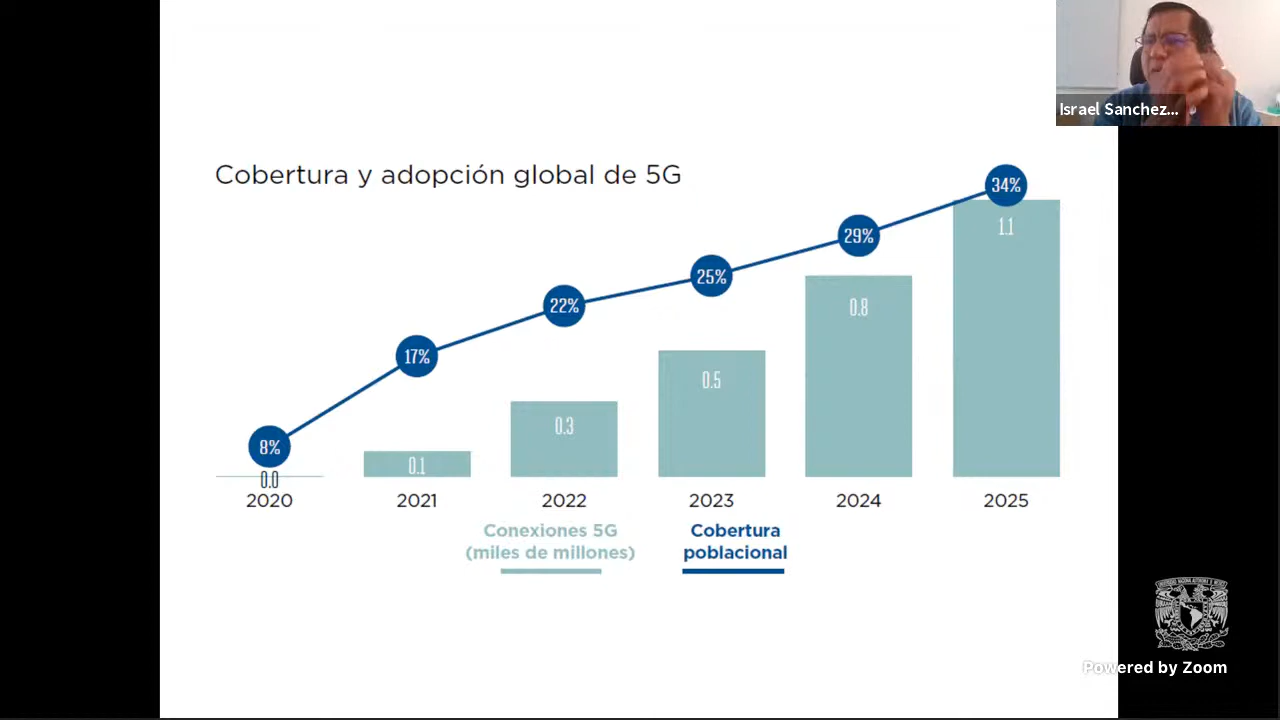 Israel Sanchez...
Cobertura y adopción global de 5G
34%
1.1
29%
25%
0.8
22%
17%
0.5
0.3
8%
0.1
0.0
2020 2021 2022 2023 2024 2025
Conexiones 5G
(miles de millones)
Cobertura
poblacional
Powered by Zoom